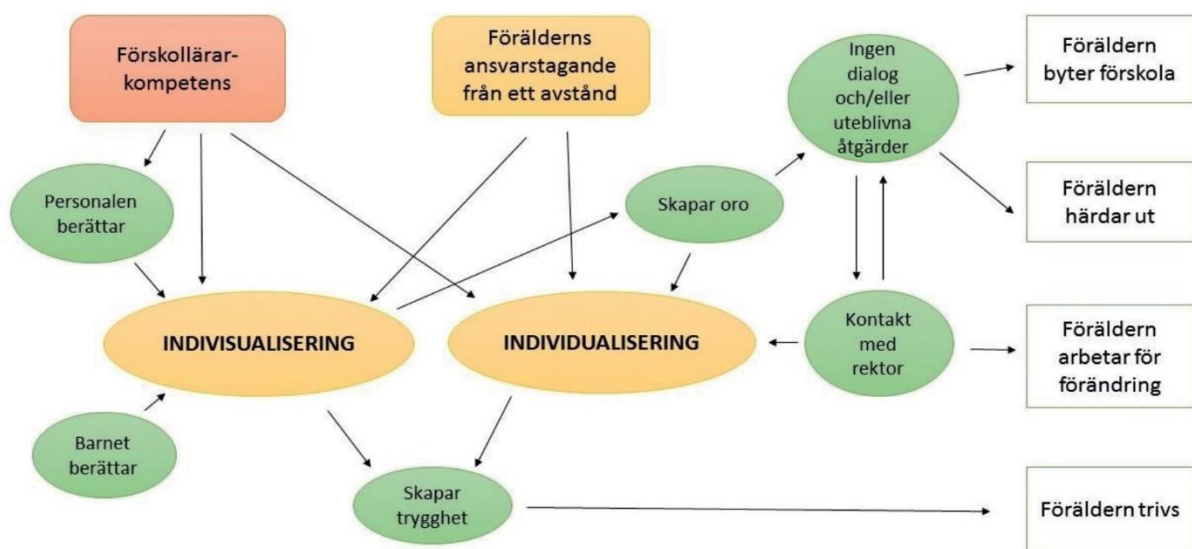 Förskollärar-
kompetens
Förälderns
ansvarstagande
från ett avstånd
Ingen
dialog
och/eller
uteblivna
åtgärder
Föräldern
byter förskola
Personalen
berättar
Skapar oro
Föräldern
härdar ut
INDIVISUALISERING
INDIVIDUALISERING
Kontakt
med
rektor
Föräldern
arbetar för
förändring
Barnet
berättar
Skapar
trygghet
Föräldern trivs